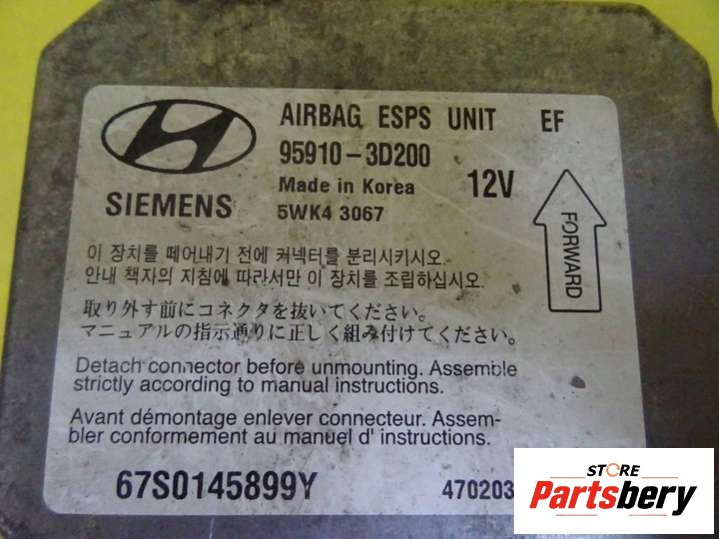 AIRBAG ESPS UNIT EF
95910-3D200
Made in Korea 12V
SIEMENS 5WK4 3067
FORWARD
이 장치를 떼어내기 전에 커넥터를 분리시키시오.
안내 책자의 지침에 따라서만 이 장치를 조립하십시오.
取り外す前にコネクタを抜いてください。
マニュアルの指示通りに正しく組み付けてください。
Detach connector before unmounting. Assemble
strictly according to manual instructions.
Avant démontage enlever connecteur. Assem-
bler conformement au manuel d' instructions.
67S0145899Y 470203
STORE
Partsbery